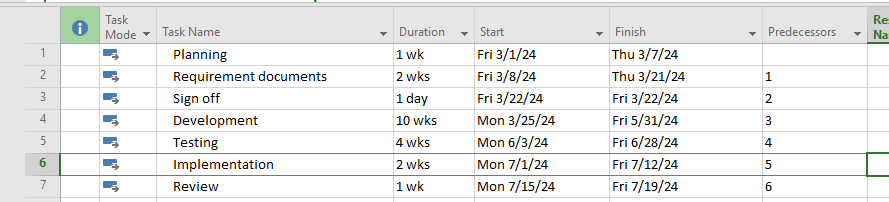 Task Mode Task Name Duration Start Finish Predecessors
1 Planning 1 wk Fri 3/1/24 Thu 3/7/24
2 Requirement documents 2 wks Fri 3/8/24 Thu 3/21/24 1
3 Sign off 1 day Fri 3/22/24 Fri 3/22/24 2
4 Development 10 wks Mon 3/25/24 Fri 5/31/24 3
5 Testing 4 wks Mon 6/3/24 Fri 6/28/24 4
6 Implementation 2 wks Mon 7/1/24 Fri 7/12/24 5
7 Review 1 wk Mon 7/15/24 Fri 7/19/24 6